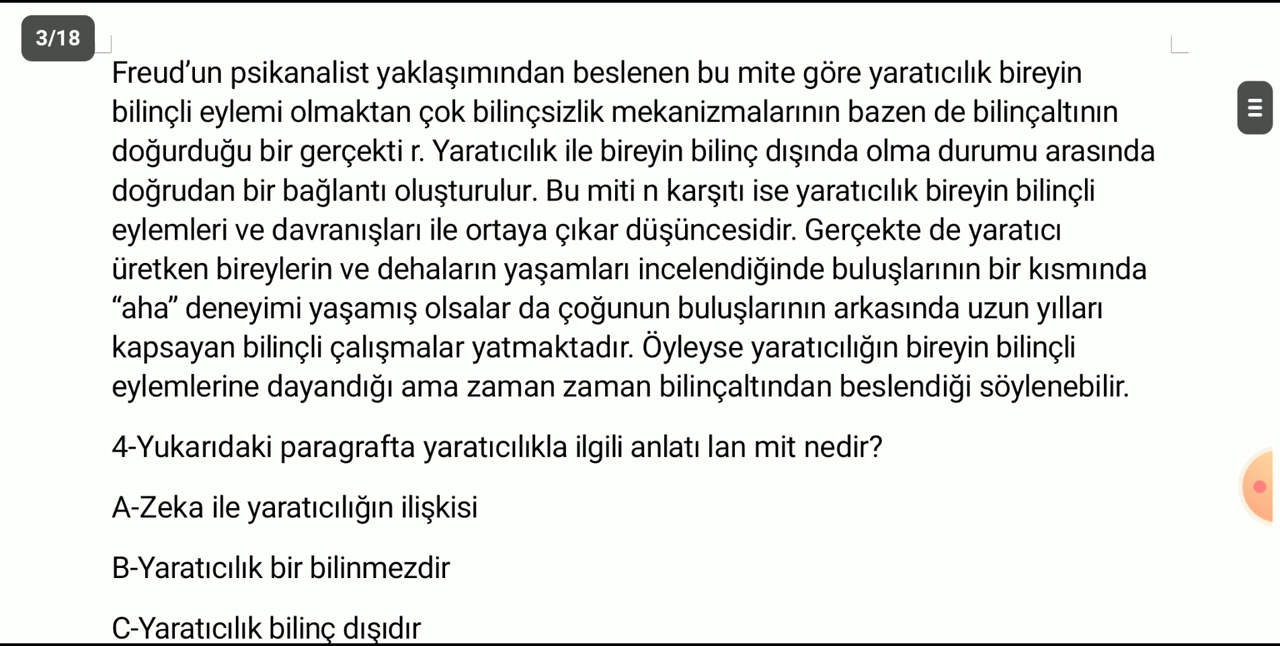 3/18
Freud’un psikanalist yaklaşımından beslenen bu mite göre yaratıcılık bireyin
bilinçli eylemi olmaktan çok bilinçsizlik mekanizmalarının bazen de bilinçaltının
doğurduğu bir gerçekti r. Yaratıcılık ile bireyin bilinç dışında olma durumu arasında
doğrudan bir bağlantı oluşturulur. Bu miti n karşıtı ise yaratıcılık bireyin bilinçli
eylemleri ve davranışları ile ortaya çıkar düşüncesidir. Gerçekte de yaratıcı
üretken bireylerin ve dehaların yaşamları incelendiğinde buluşlarının bir kısmında
“aha” deneyimi yaşamış olsalar da çoğunun buluşlarının arkasında uzun yılları
kapsayan bilinçli çalışmalar yatmaktadır. Öyleyse yaratıcılığın bireyin bilinçli
eylemlerine dayandığı ama zaman zaman bilinçaltından beslendiği söylenebilir.
4-Yukarıdaki paragrafta yaratıcılıkla ilgili anlatı lan mit nedir?
A-Zeka ile yaratıcılığın ilişkisi
B-Yaratıcılık bir bilinmezdir
C-Yaratıcılık bilinç dışıdır